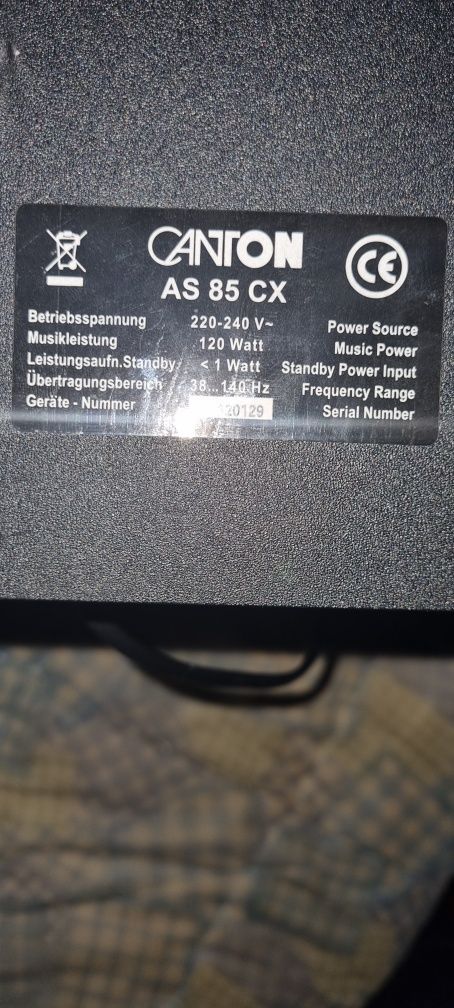 CANTON
AS 85 CX
CE
Betriebsspannung 220-240 V~ Power Source
Musikleistung 120 Watt Music Power
Leistungsaufn.Standby < 1 Watt Standby Power Input
Übertragungsbereich 38...140 Hz Frequency Range
Geräte - Nummer Serial Number